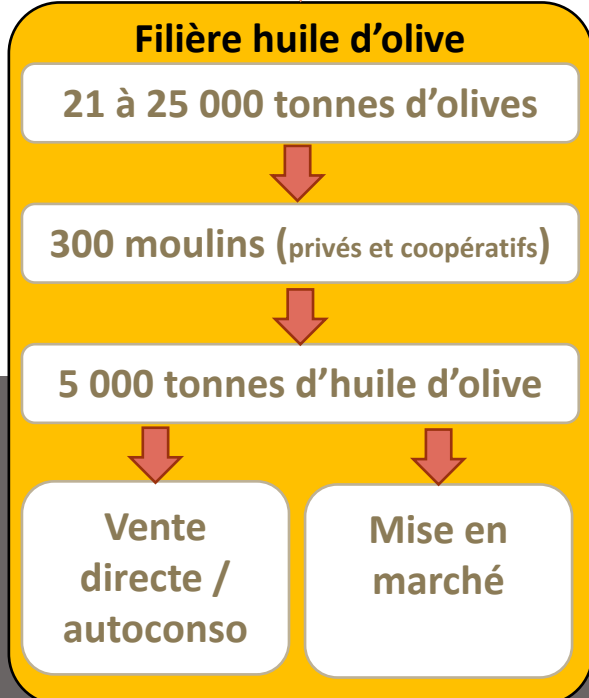 Filière huile d’olive
21 à 25 000 tonnes d’olives
300 moulins (privés et coopératifs)
5 000 tonnes d’huile d’olive
Vente
directe /
autoconso
Mise en
marché